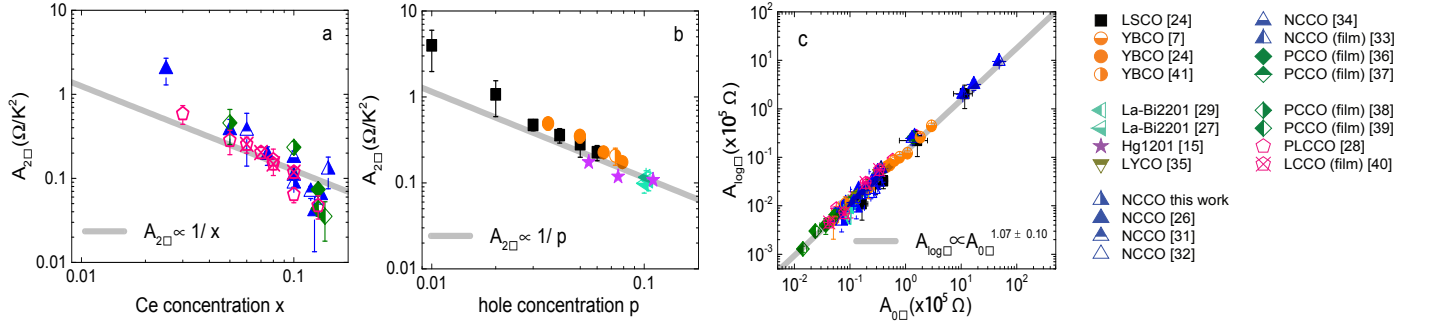 a
A2□(Ω/K²)
10
1
0.1
0.01
0.01
0.1
Ce concentration x
A2□ ∝ 1/ x
b
A2□(Ω/K²)
10
1
0.1
0.01
0.01
0.1
hole concentration p
A2□ ∝ 1/ p
c
Alog□(x10⁵ Ω)
10²
10¹
10⁰
10⁻¹
10⁻²
10⁻³
10⁻²
10⁻¹
10⁰
10¹
10²
A0□(x10⁵ Ω)
Alog□∝A0□ 1.07 ± 0.10
LSCO [24]
YBCO [7]
YBCO [24]
YBCO [41]
La-Bi2201 [29]
La-Bi2201 [27]
Hg1201 [15]
LYCO [35]
NCCO this work
NCCO [26]
NCCO [31]
NCCO [32]
NCCO [34]
NCCO (film) [33]
PCCO (film) [36]
PCCO (film) [37]
PCCO (film) [38]
PCCO (film) [39]
PLCCO [28]
LCCO (film) [40]